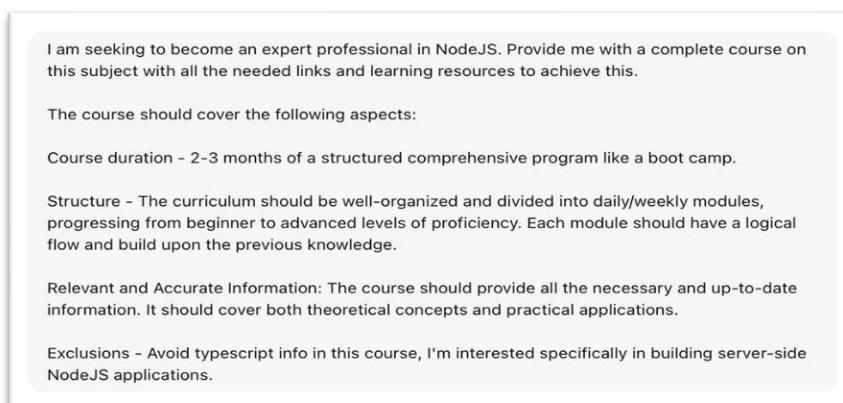 I am seeking to become an expert professional in NodeJS. Provide me with a complete course on
this subject with all the needed links and learning resources to achieve this.
The course should cover the following aspects:
Course duration - 2-3 months of a structured comprehensive program like a boot camp.
Structure - The curriculum should be well-organized and divided into daily/weekly modules,
progressing from beginner to advanced levels of proficiency. Each module should have a logical
flow and build upon the previous knowledge.
Relevant and Accurate Information: The course should provide all the necessary and up-to-date
information. It should cover both theoretical concepts and practical applications.
Exclusions - Avoid typescript info in this course, I'm interested specifically in building server-side
NodeJS applications.